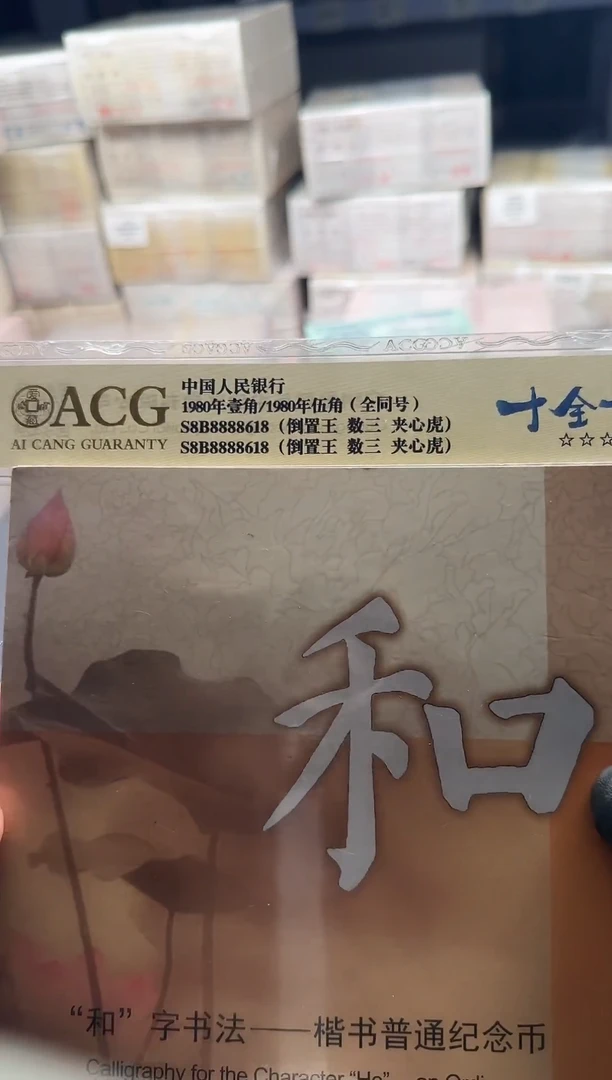 ACG
AI CANG GUARANTY
中国人民银行
1980年壹角/1980年伍角（全同号）
S8B8888618（倒置王 数三 夹心虎）
S8B8888618（倒置王 数三 夹心虎）
十全
☆☆☆
和
“和”字书法——楷书普通纪念币
Calligraphy for the Character “He”